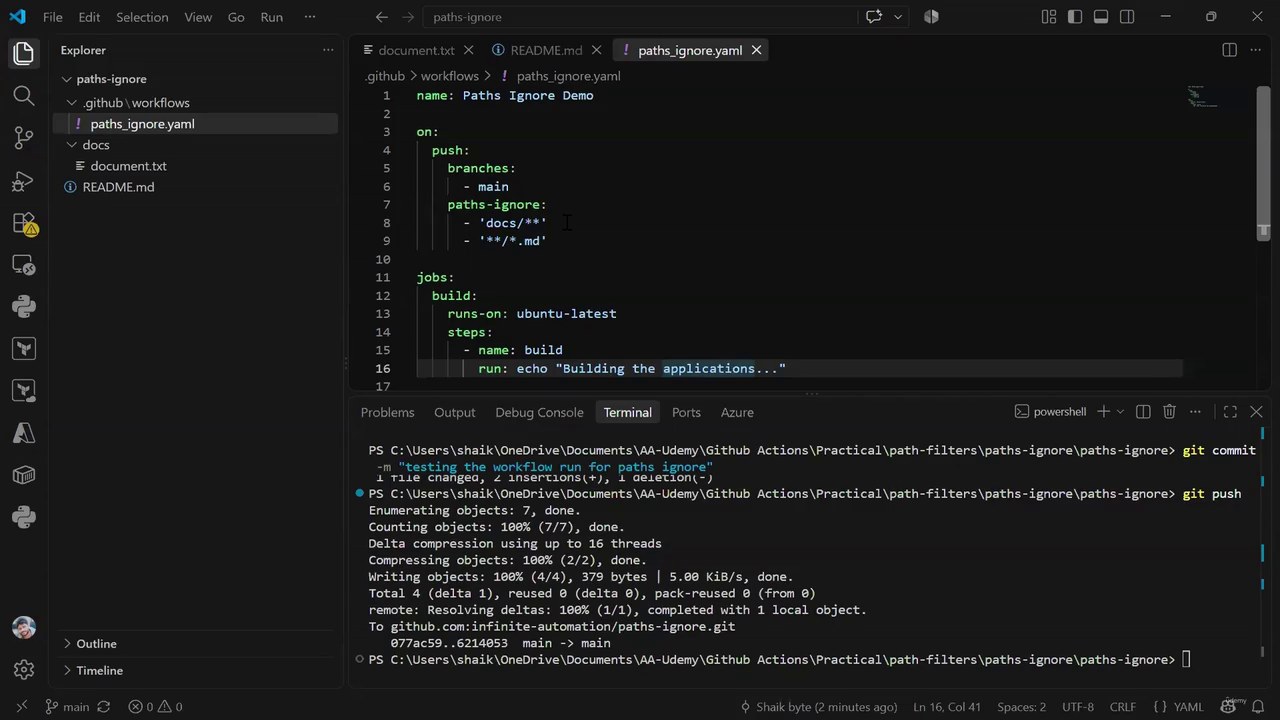 File Edit Selection View Go Run ···
paths-ignore
Explorer
paths-ignore
.github\workflows
! paths_ignore.yaml
docs
document.txt
README.md
Outline
Timeline
document.txt
README.md
! paths_ignore.yaml
.github > workflows > ! paths_ignore.yaml
1 name: Paths Ignore Demo
2
3 on:
4 push:
5 branches:
6 - main
7 paths-ignore:
8 - 'docs/**'
9 - '**/*.md'
10
11 jobs:
12 build:
13 runs-on: ubuntu-latest
14 steps:
15 - name: build
16 run: echo "Building the applications..."
17
Problems Output Debug Console Terminal Ports Azure
powershell
PS C:\Users\shaik\OneDrive\Documents\AA-Udemy\Github Actions\Practical\path-filters\paths-ignore\paths-ignore> git commit
-m "testing the workflow run for paths ignore"
1 file changed, 2 insertions(+), 1 deletion(-)
PS C:\Users\shaik\OneDrive\Documents\AA-Udemy\Github Actions\Practical\path-filters\paths-ignore\paths-ignore> git push
Enumerating objects: 7, done.
Counting objects: 100% (7/7), done.
Delta compression using up to 16 threads
Compressing objects: 100% (2/2), done.
Writing objects: 100% (4/4), 379 bytes | 5.00 KiB/s, done.
Total 4 (delta 1), reused 0 (delta 0), pack-reused 0 (from 0)
remote: Resolving deltas: 100% (1/1), completed with 1 local object.
To github.com:infinite-automation/paths-ignore.git
077ac59..6214053 main -> main
PS C:\Users\shaik\OneDrive\Documents\AA-Udemy\Github Actions\Practical\path-filters\paths-ignore\paths-ignore>
main 0 0 Shaik byte (2 minutes ago) Ln 16, Col 41 Spaces: 2 UTF-8 CRLF { } YAML
Udemy